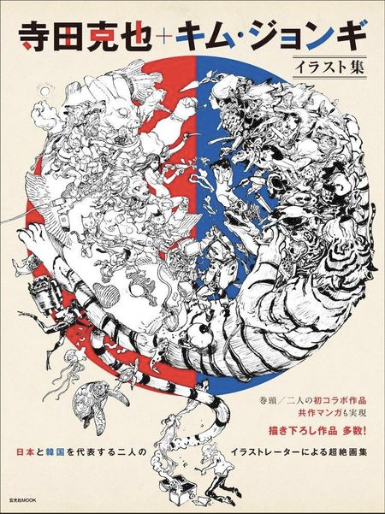 寺田克也+キム・ジョンギ
イラスト集
巻頭/二人の初コラボ作品
共作マンガも実現
描き下ろし作品 多数!
日本と韓国を代表する二人の イラストレーターによる超絶画集
玄光社MOOK